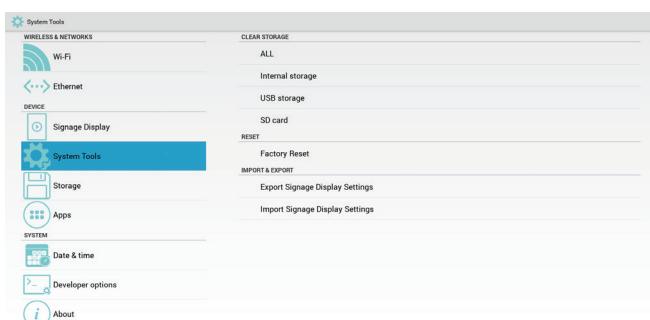 System Tools
WIRELESS & NETWORKS
Wi-Fi
Ethernet
DEVICE
Signage Display
System Tools
Storage
Apps
SYSTEM
Date & time
Developer options
About
CLEAR STORAGE
ALL
Internal storage
USB storage
SD card
RESET
Factory Reset
IMPORT & EXPORT
Export Signage Display Settings
Import Signage Display Settings